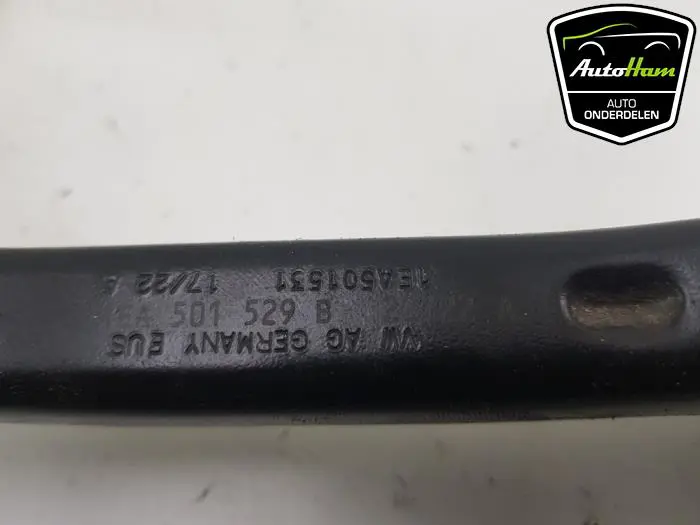 AutoHam
AUTO
ONDERDELEN
1EA501531 17/22
501 529 B
VW AG GERMANY EUS